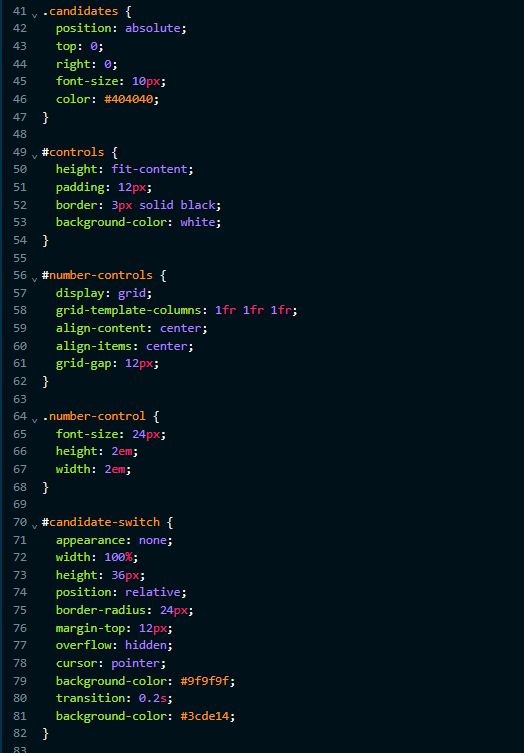 41 .candidates {
42 position: absolute;
43 top: 0;
44 right: 0;
45 font-size: 10px;
46 color: #404040;
47 }
48
49 #controls {
50 height: fit-content;
51 padding: 12px;
52 border: 3px solid black;
53 background-color: white;
54 }
55
56 #number-controls {
57 display: grid;
58 grid-template-columns: 1fr 1fr 1fr;
59 align-content: center;
60 align-items: center;
61 grid-gap: 12px;
62 }
63
64 .number-control {
65 font-size: 24px;
66 height: 2em;
67 width: 2em;
68 }
69
70 #candidate-switch {
71 appearance: none;
72 width: 100%;
73 height: 36px;
74 position: relative;
75 border-radius: 24px;
76 margin-top: 12px;
77 overflow: hidden;
78 cursor: pointer;
79 background-color: #9f9f9f;
80 transition: 0.2s;
81 background-color: #3cde14;
82 }
83